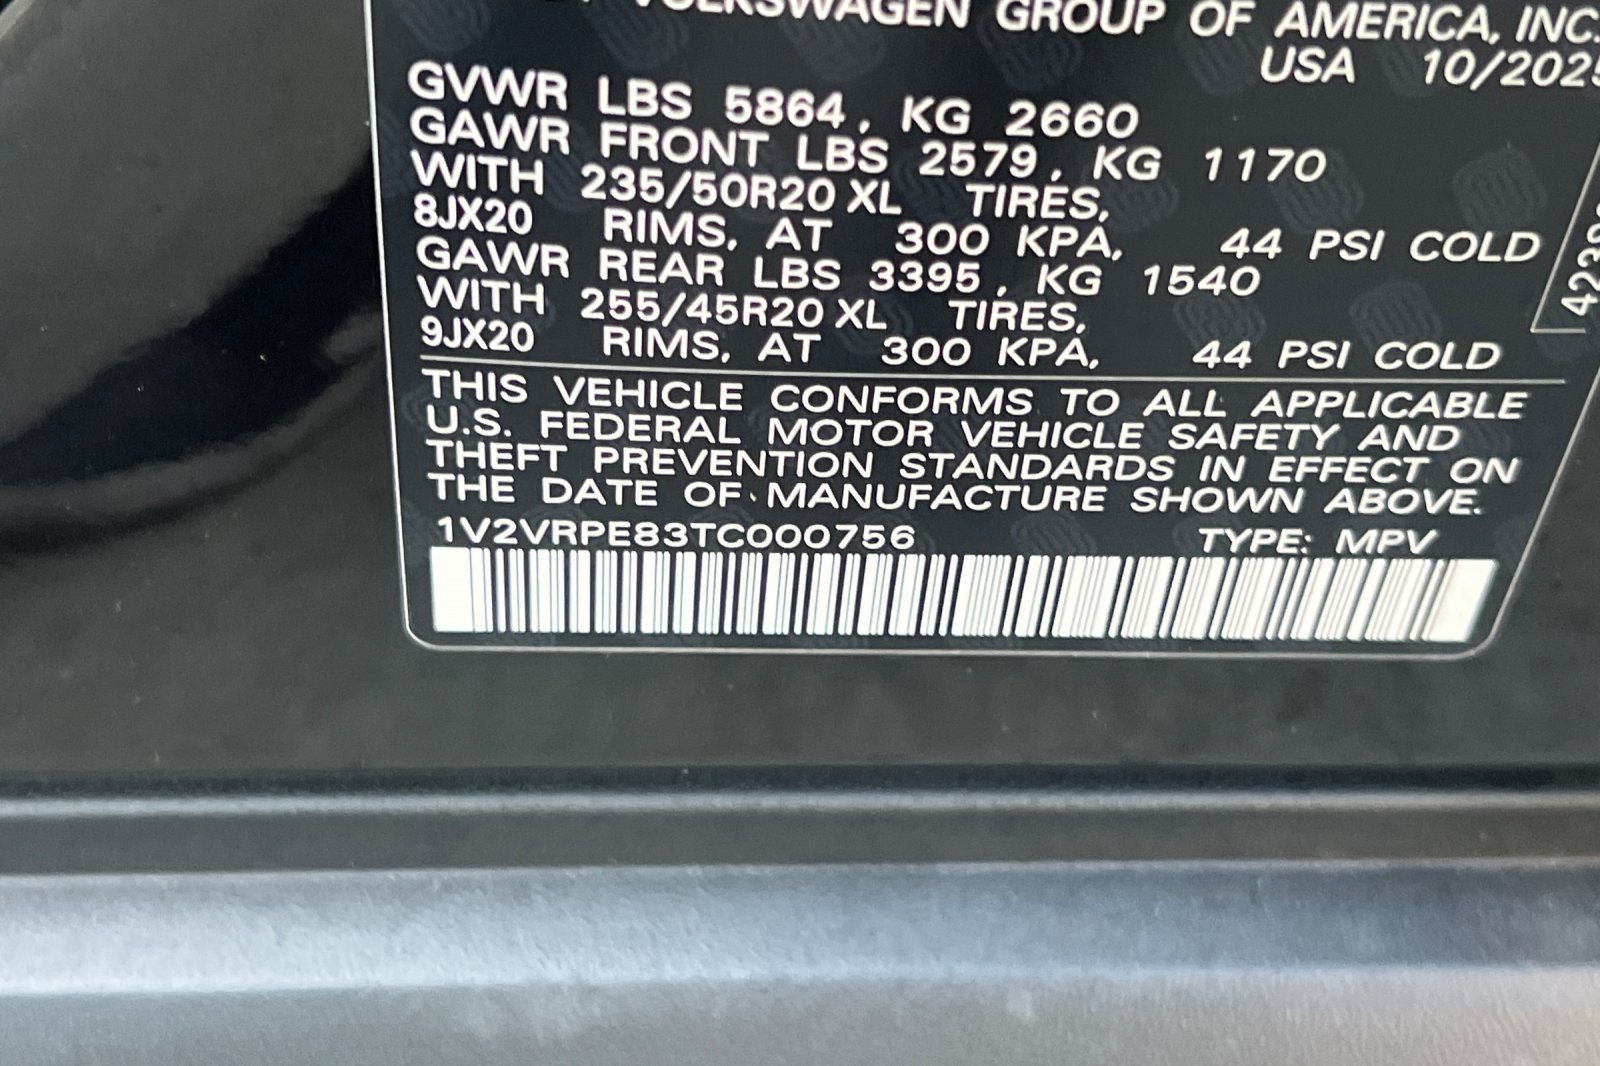 VOLKSWAGEN GROUP OF AMERICA, INC.
USA 10/2025
GVWR LBS 5864, KG 2660
GAWR FRONT LBS 2579, KG 1170
WITH 235/50R20 XL TIRES,
8JX20 RIMS, AT 300 KPA, 44 PSI COLD
GAWR REAR LBS 3395, KG 1540
WITH 255/45R20 XL TIRES,
9JX20 RIMS, AT 300 KPA, 44 PSI COLD
THIS VEHICLE CONFORMS TO ALL APPLICABLE
U.S. FEDERAL MOTOR VEHICLE SAFETY AND
THEFT PREVENTION STANDARDS IN EFFECT ON
THE DATE OF MANUFACTURE SHOWN ABOVE.
1V2VRPE83TC000756 TYPE: MPV